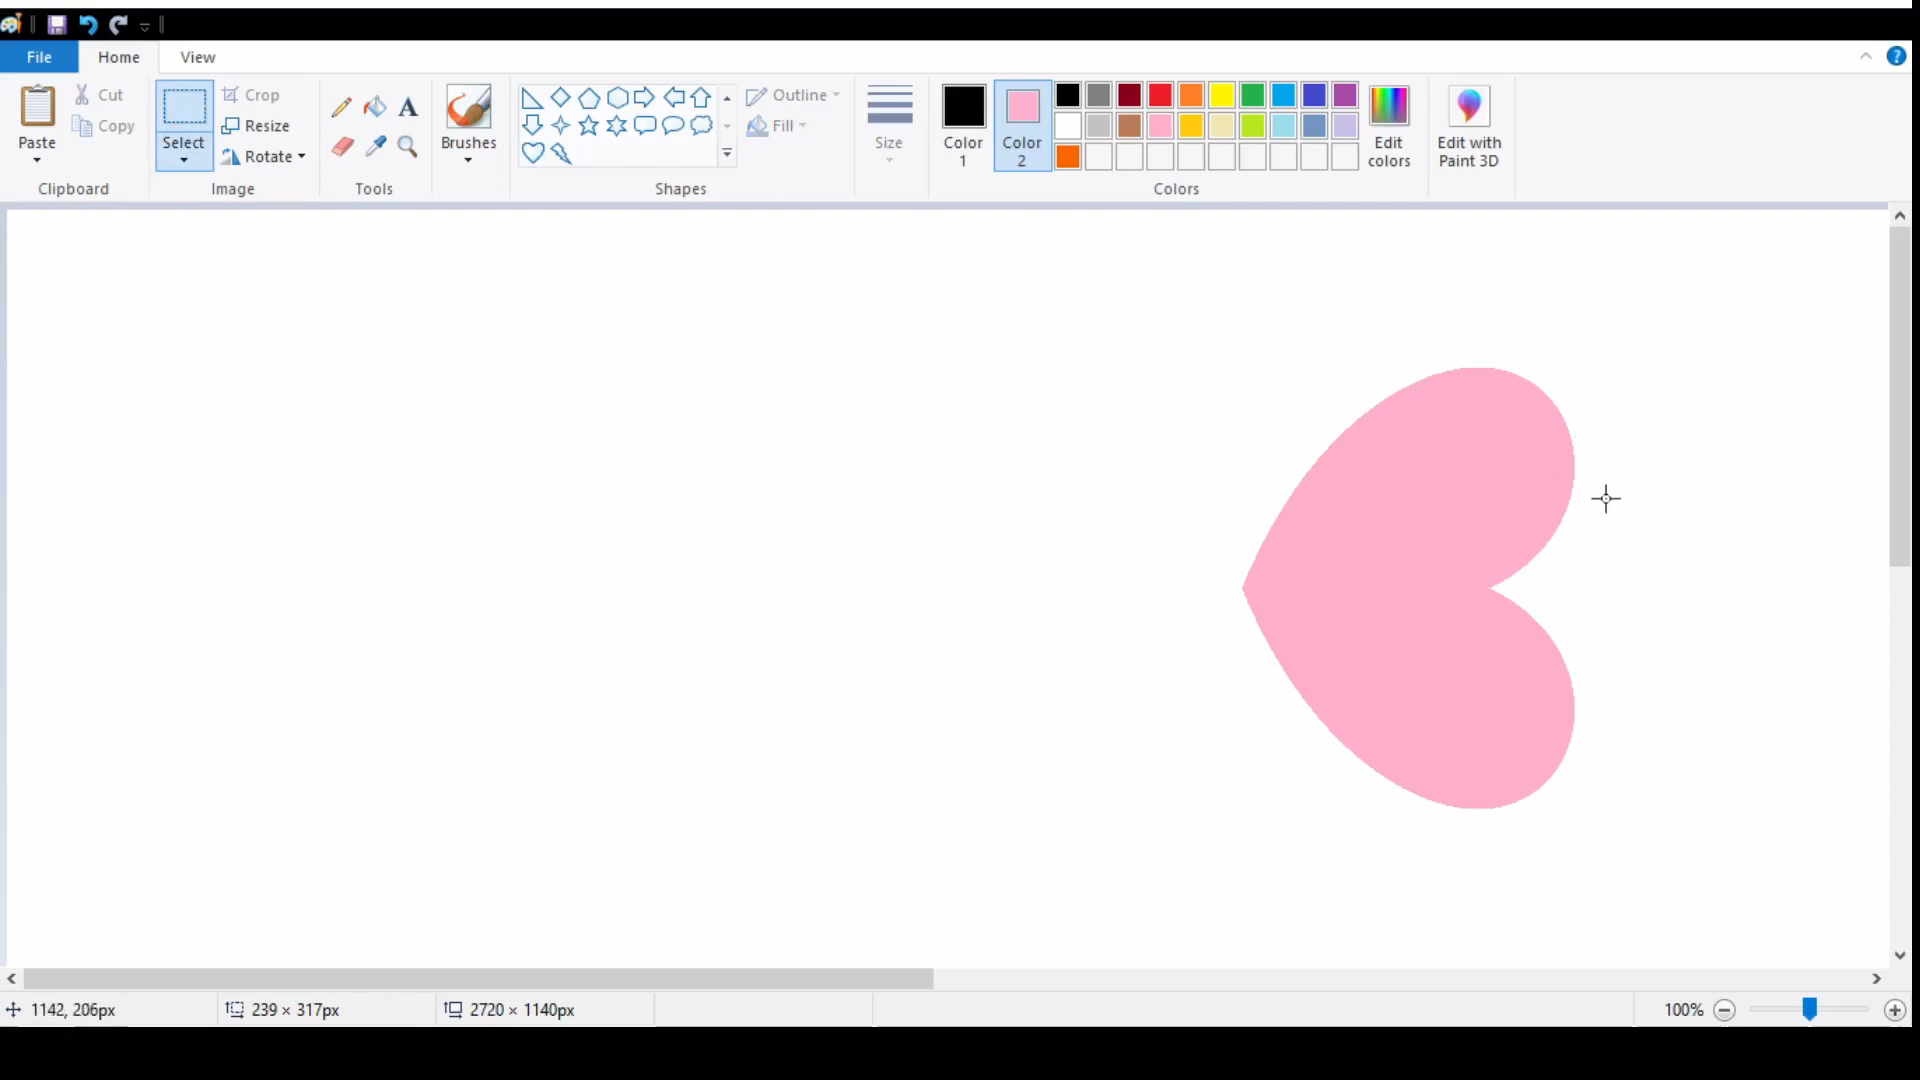 File Home View
Paste Cut Copy
Select Crop Resize Rotate
Brushes
Outline Fill
Size
Color 1
Color 2
Edit colors
Edit with Paint 3D
Clipboard Image Tools Shapes Colors
1142, 206px 239 × 317px 2720 × 1140px 100%